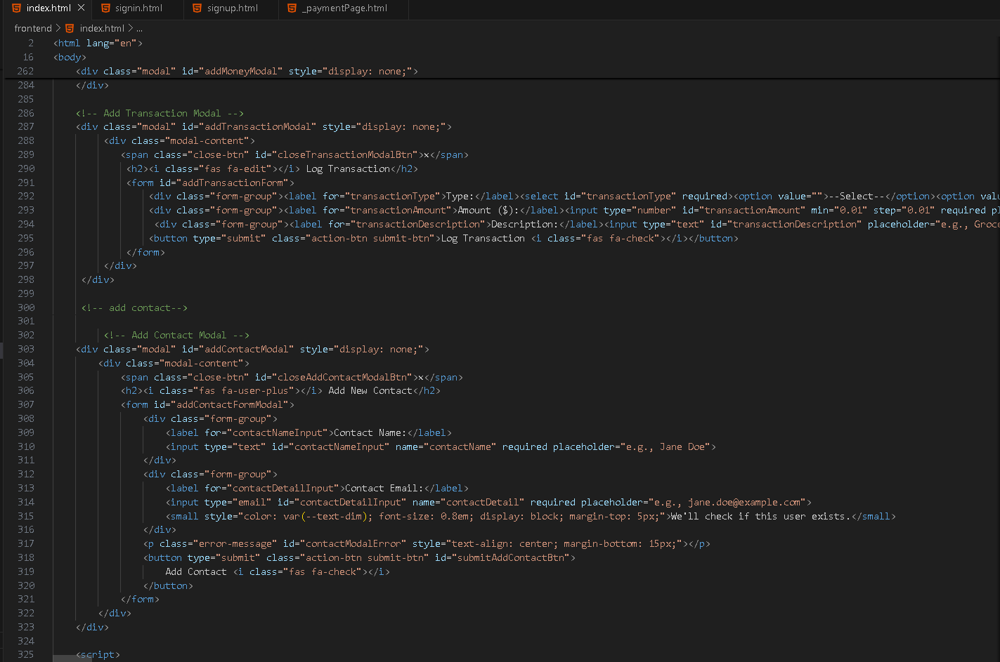 index.html
signin.html
signup.html
_paymentPage.html
frontend > index.html > ...
2 <html lang="en">
16 <body>
262 <div class="modal" id="addMoneyModal" style="display: none;">
284 </div>
285
286 <!-- Add Transaction Modal -->
287 <div class="modal" id="addTransactionModal" style="display: none;">
288 <div class="modal-content">
289 <span class="close-btn" id="closeTransactionModalBtn">×</span>
290 <h2><i class="fas fa-edit"></i> Log Transaction</h2>
291 <form id="addTransactionForm">
292 <div class="form-group"><label for="transactionType">Type:</label><select id="transactionType" required><option value="">--Select--</option><option valu
293 <div class="form-group"><label for="transactionAmount">Amount ($):</label><input type="number" id="transactionAmount" min="0.01" step="0.01" required pl
294 <div class="form-group"><label for="transactionDescription">Description:</label><input type="text" id="transactionDescription" placeholder="e.g., Groce
295 <button type="submit" class="action-btn submit-btn">Log Transaction <i class="fas fa-check"></i></button>
296 </form>
297 </div>
298 </div>
299
300 <!-- add contact-->
301
302 <!-- Add Contact Modal -->
303 <div class="modal" id="addContactModal" style="display: none;">
304 <div class="modal-content">
305 <span class="close-btn" id="closeAddContactModalBtn">×</span>
306 <h2><i class="fas fa-user-plus"></i> Add New Contact</h2>
307 <form id="addContactFormModal">
308 <div class="form-group">
309 <label for="contactNameInput">Contact Name:</label>
310 <input type="text" id="contactNameInput" name="contactName" required placeholder="e.g., Jane Doe">
311 </div>
312 <div class="form-group">
313 <label for="contactDetailInput">Contact Email:</label>
314 <input type="email" id="contactDetailInput" name="contactDetail" required placeholder="e.g., jane.doe@example.com">
315 <small style="color: var(--text-dim); font-size: 0.8em; display: block; margin-top: 5px;">We'll check if this user exists.</small>
316 </div>
317 <p class="error-message" id="contactModalError" style="text-align: center; margin-bottom: 15px;"></p>
318 <button type="submit" class="action-btn submit-btn" id="submitAddContactBtn">
319 Add Contact <i class="fas fa-check"></i>
320 </button>
321 </form>
322 </div>
323 </div>
324
325 <script>